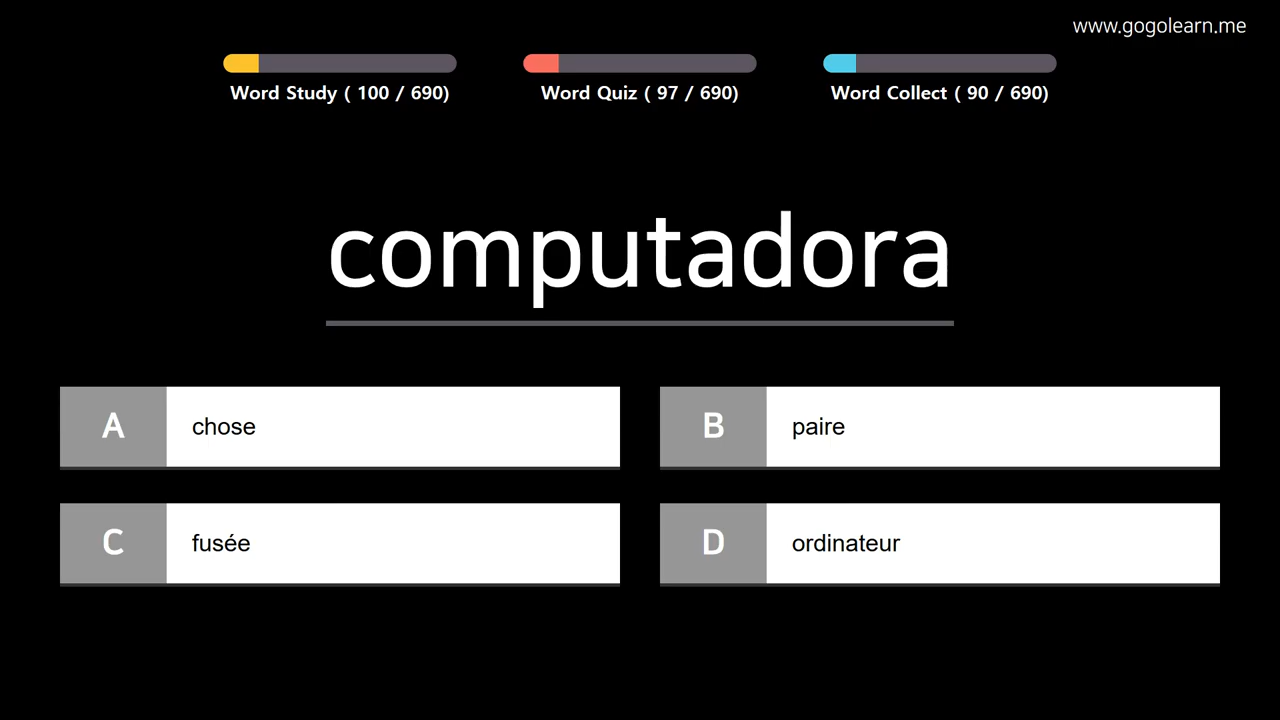 www.gogolearn.me
Word Study ( 100 / 690)
Word Quiz ( 97 / 690)
Word Collect ( 90 / 690)
computadora
A chose
B paire
C fusée
D ordinateur